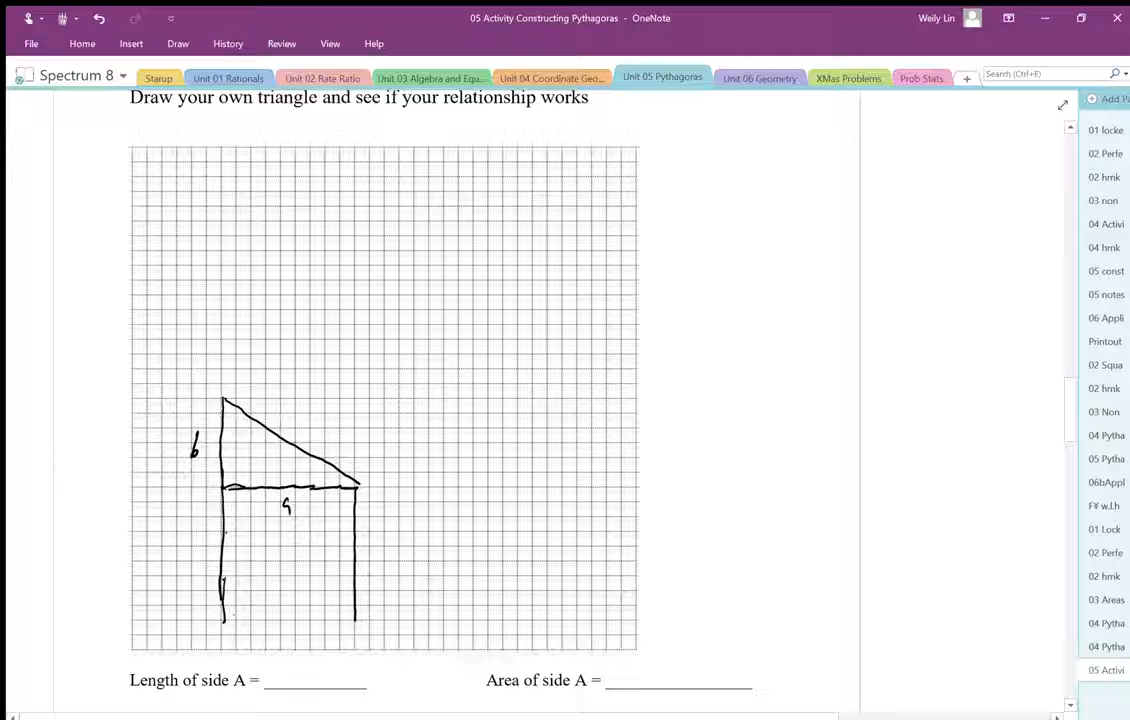 05 Activity Constructing Pythagoras - OneNote
Weily Lin
File Home Insert Draw History Review View Help
Spectrum 8
Starup
Unit 01 Rationals
Unit 02 Rate Ratio
Unit 03 Algebra and Equ...
Unit 04 Coordinate Geo...
Unit 05 Pythagoras
Unit 06 Geometry
XMas Problems
Prob Stats
+
Search (Ctrl+E)
Draw your own triangle and see if your relationship works
6
9
Length of side A = ___________
Area of side A = ________________
Add Pa
01 locke
02 Perfe
02 hmk
03 non
04 Activi
04 hmk
05 const
05 notes
06 Appli
Printout
02 Squa
02 hmk
03 Non
04 Pytha
05 Pytha
06bAppl
F¥ w.l.h
01 Lock
02 Perfe
02 hmk
03 Areas
04 Pytha
04 Pytha
05 Activi